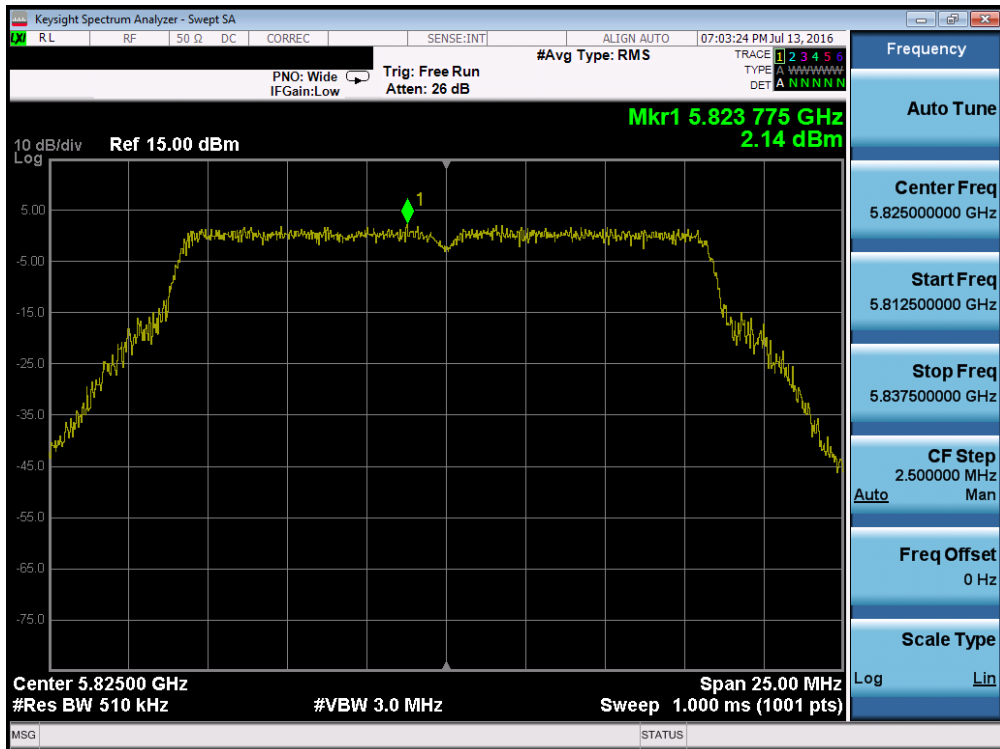 Keysight Spectrum Analyzer - Swept SA
LXI RL RF 50 Ω DC CORREC SENSE:INT ALIGN AUTO 07:03:24 PM Jul 13, 2016
#Avg Type: RMS TRACE 1 2 3 4 5 6
PNO: Wide Trig: Free Run TYPE A WWWWW
IFGain:Low Atten: 26 dB DET A N N N N N
Mkr1 5.823 775 GHz
2.14 dBm
10 dB/div Ref 15.00 dBm
Log
1
5.00
-5.00
-15.0
-25.0
-35.0
-45.0
-55.0
-65.0
-75.0
Center 5.82500 GHz Span 25.00 MHz
#Res BW 510 kHz #VBW 3.0 MHz Sweep 1.000 ms (1001 pts)
MSG STATUS
Frequency
Auto Tune
Center Freq
5.825000000 GHz
Start Freq
5.812500000 GHz
Stop Freq
5.837500000 GHz
CF Step
2.500000 MHz
Auto Man
Freq Offset
0 Hz
Scale Type
Log Lin